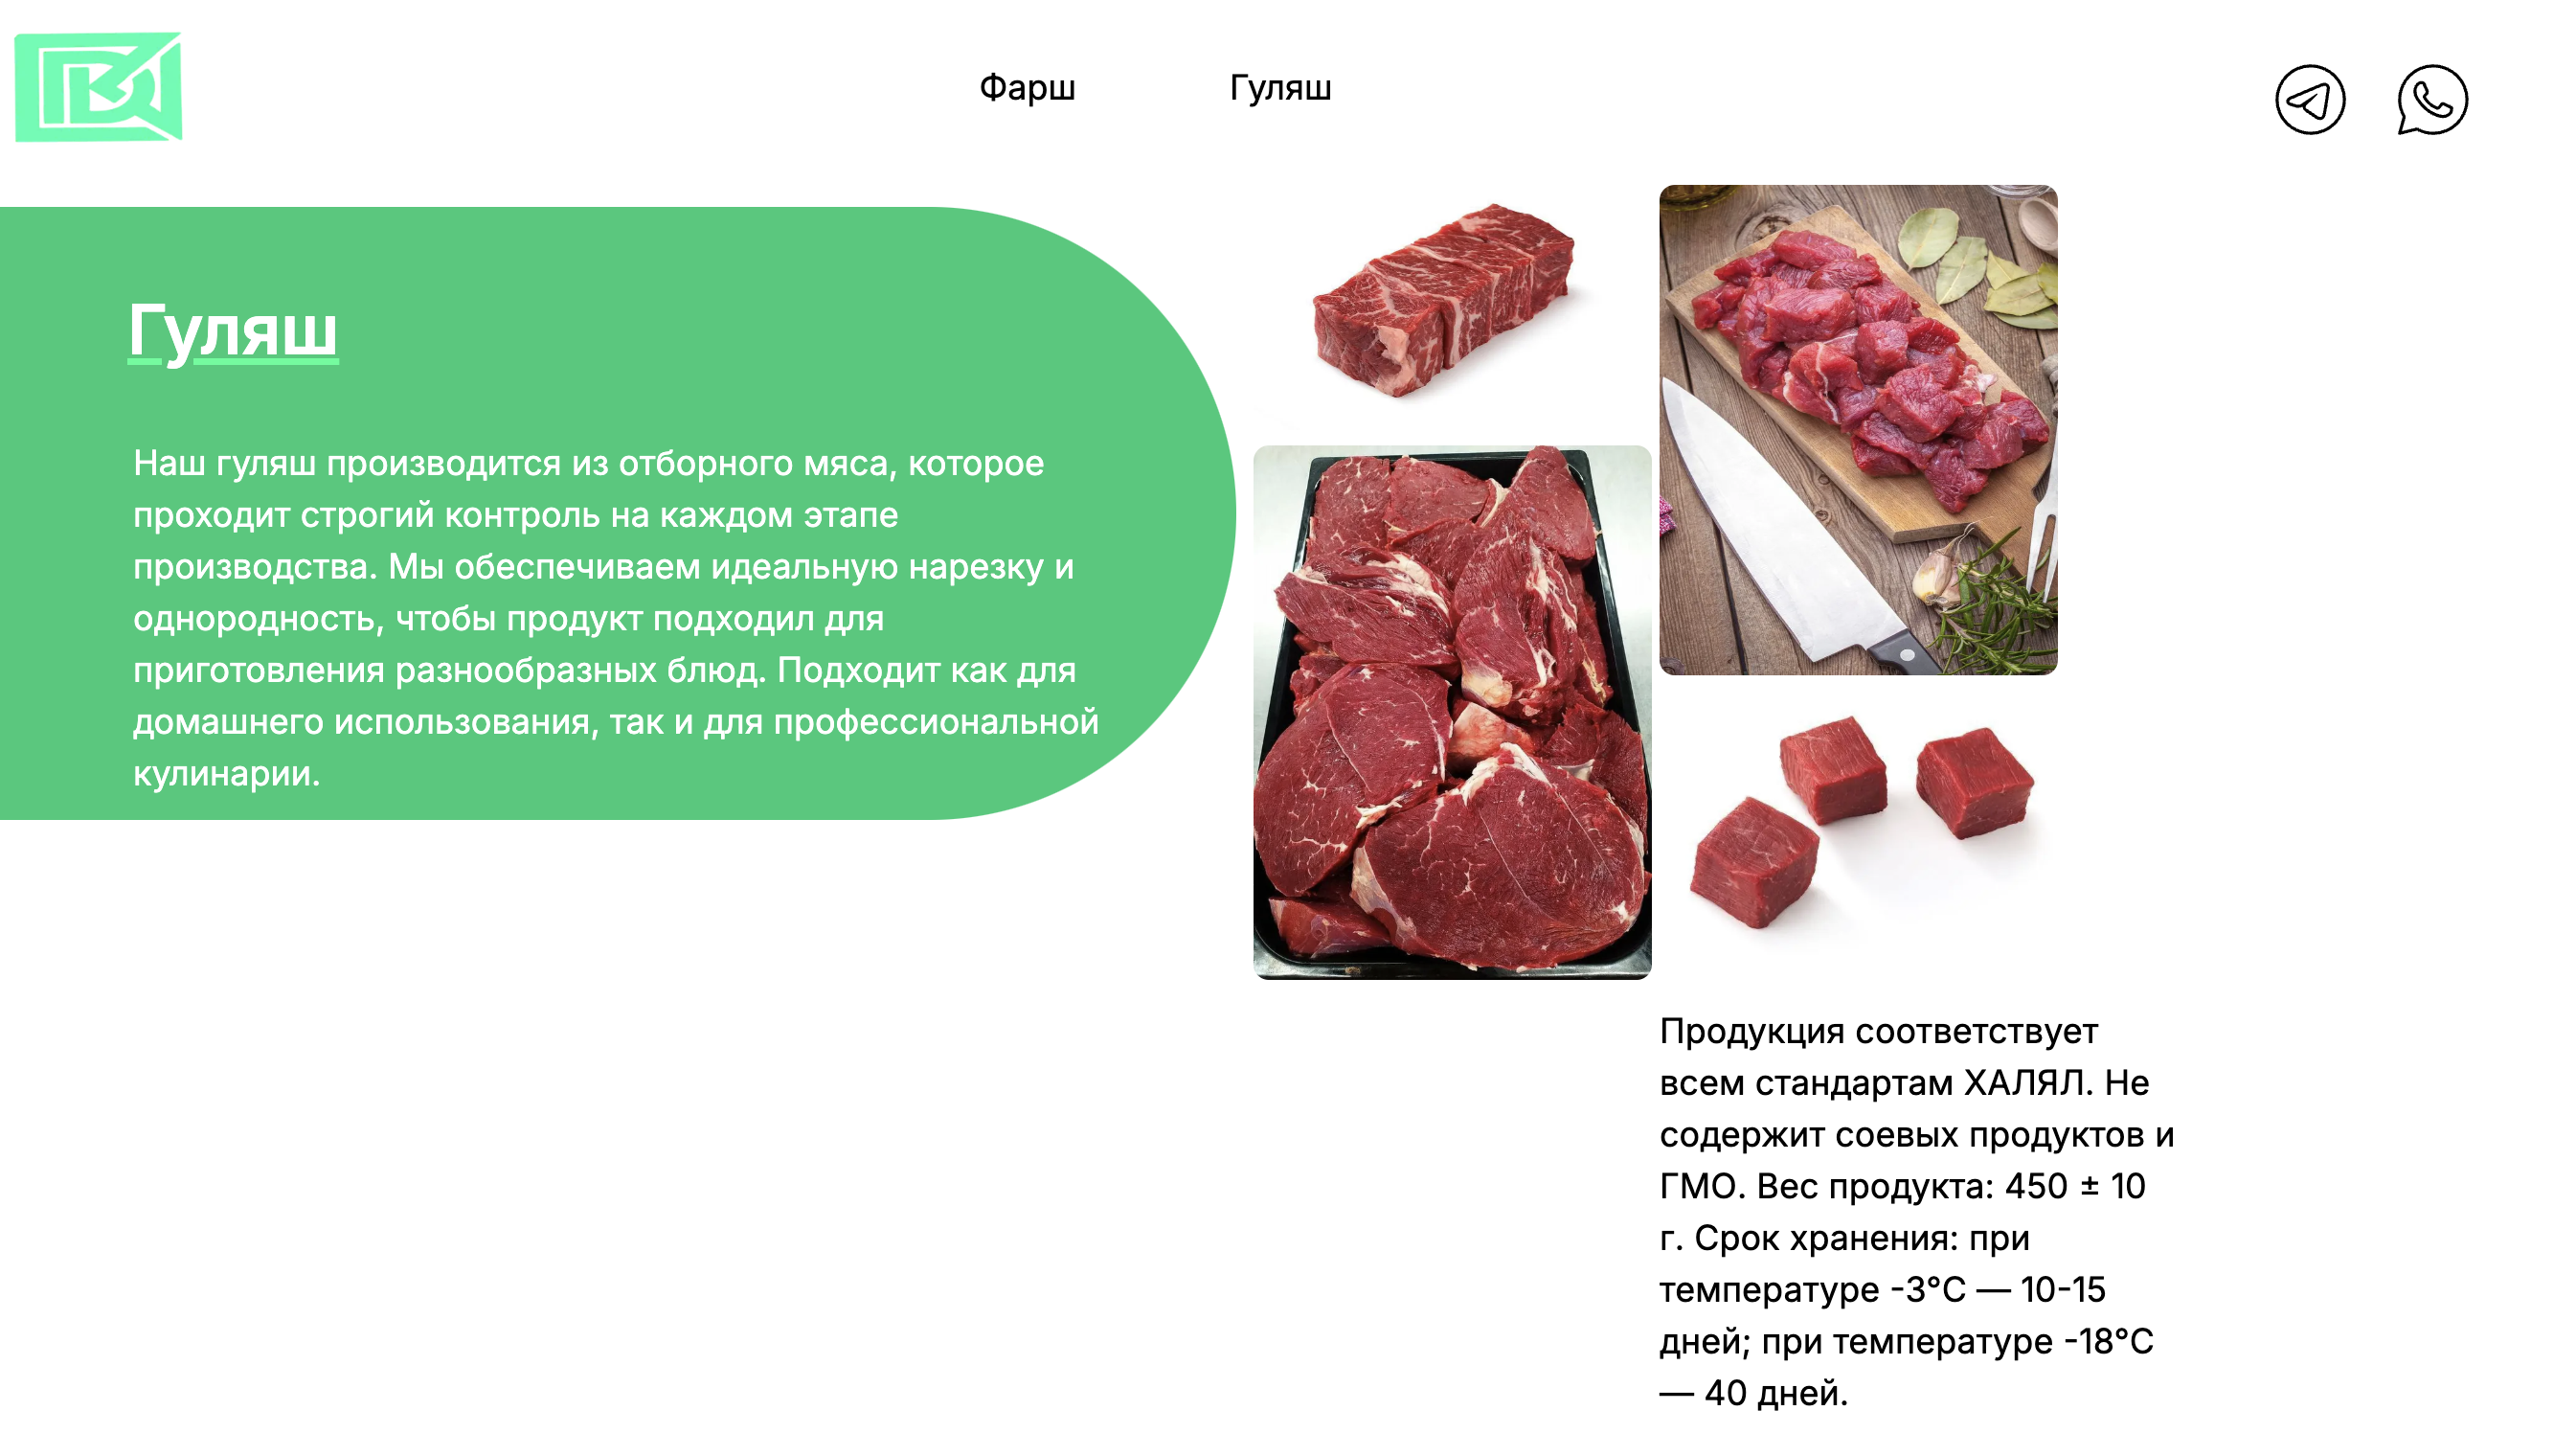 Фарш
Гуляш
Гуляш
Наш гуляш производится из отборного мяса, которое
проходит строгий контроль на каждом этапе
производства. Мы обеспечиваем идеальную нарезку и
однородность, чтобы продукт подходил для
приготовления разнообразных блюд. Подходит как для
домашнего использования, так и для профессиональной
кулинарии.
Продукция соответствует
всем стандартам ХАЛЯЛ. Не
содержит соевых продуктов и
ГМО. Вес продукта: 450 ± 10
г. Срок хранения: при
температуре -3°C — 10-15
дней; при температуре -18°C
— 40 дней.